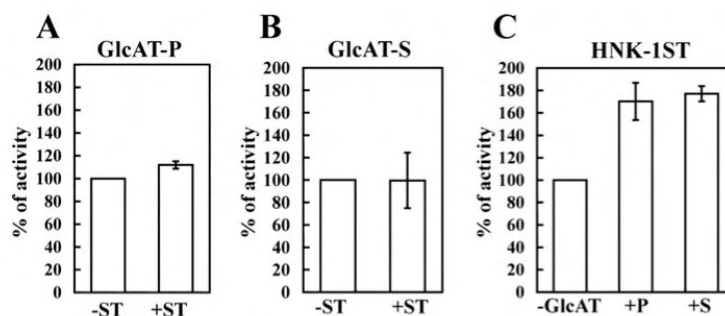 A
GlcAT-P
% of activity
200
180
160
140
120
100
80
60
40
20
0
-ST +ST
B
GlcAT-S
% of activity
200
180
160
140
120
100
80
60
40
20
0
-ST +ST
C
HNK-1ST
% of activity
200
180
160
140
120
100
80
60
40
20
0
-GlcAT +P +S